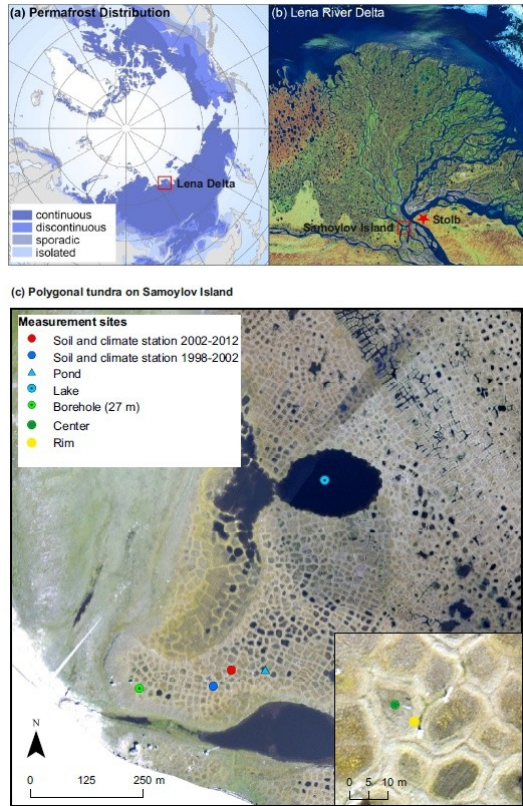 (a) Permafrost Distribution
Lena Delta
continuous
discontinuous
sporadic
isolated
(b) Lena River Delta
Stolb
Samoylov Island
(c) Polygonal tundra on Samoylov Island
Measurement sites
Soil and climate station 2002-2012
Soil and climate station 1998-2002
Pond
Lake
Borehole (27 m)
Center
Rim
N
0 125 250 m
0 5 10 m